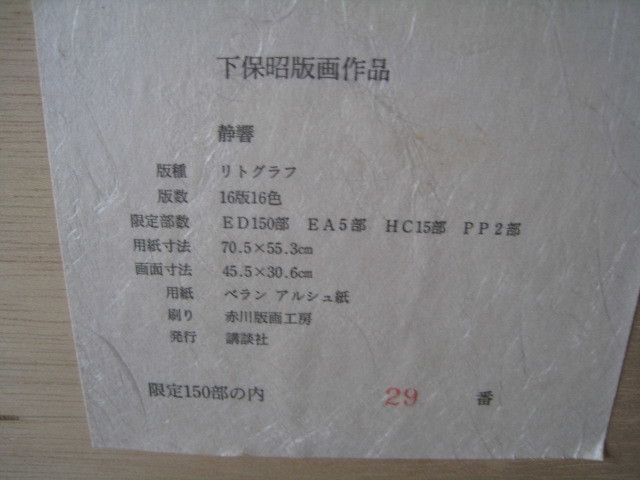 下保昭版画作品
静響
版種 リトグラフ
版数 16版16色
限定部数 ED150部 EA5部 HC15部 PP2部
用紙寸法 70.5×55.3cm
画面寸法 45.5×30.6cm
用紙 ベラン アルシュ紙
刷り 赤川版画工房
発行 講談社
限定150部の内 29 番